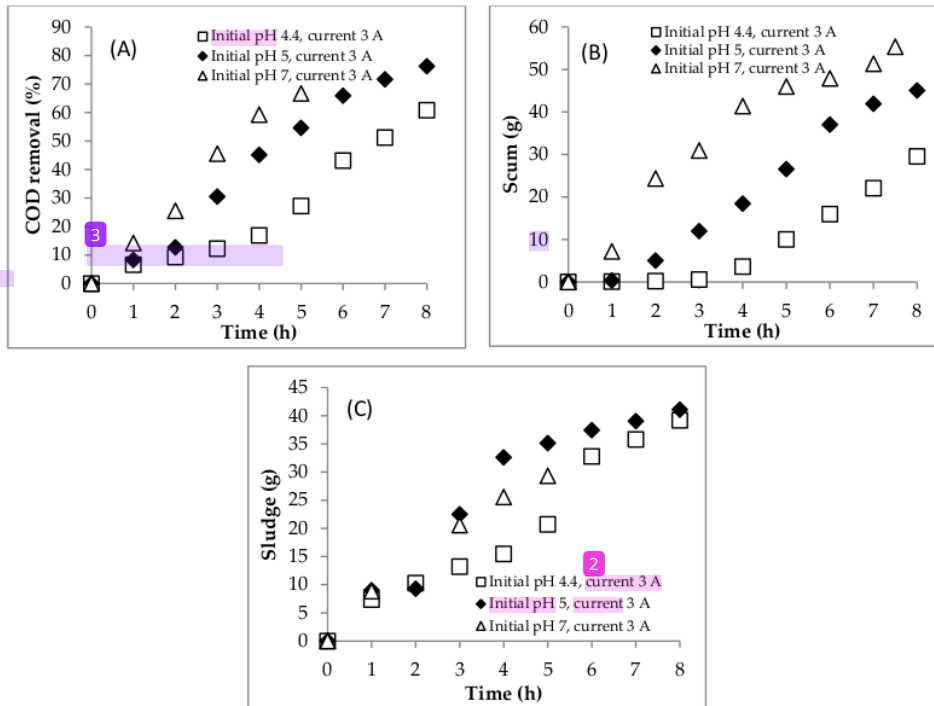 (A)
Initial pH 4.4, current 3 A
Initial pH 5, current 3 A
Initial pH 7, current 3 A
COD removal (%)
90
80
70
60
50
40
30
20
10
0
3
0 1 2 3 4 5 6 7 8
Time (h)
(B)
Initial pH 4.4, current 3 A
Initial pH 5, current 3 A
Initial pH 7, current 3 A
Scum (g)
60
50
40
30
20
10
0
0 1 2 3 4 5 6 7 8
Time (h)
(C)
Sludge (g)
45
40
35
30
25
20
15
10
5
0
2
Initial pH 4.4, current 3 A
Initial pH 5, current 3 A
Initial pH 7, current 3 A
0 1 2 3 4 5 6 7 8
Time (h)